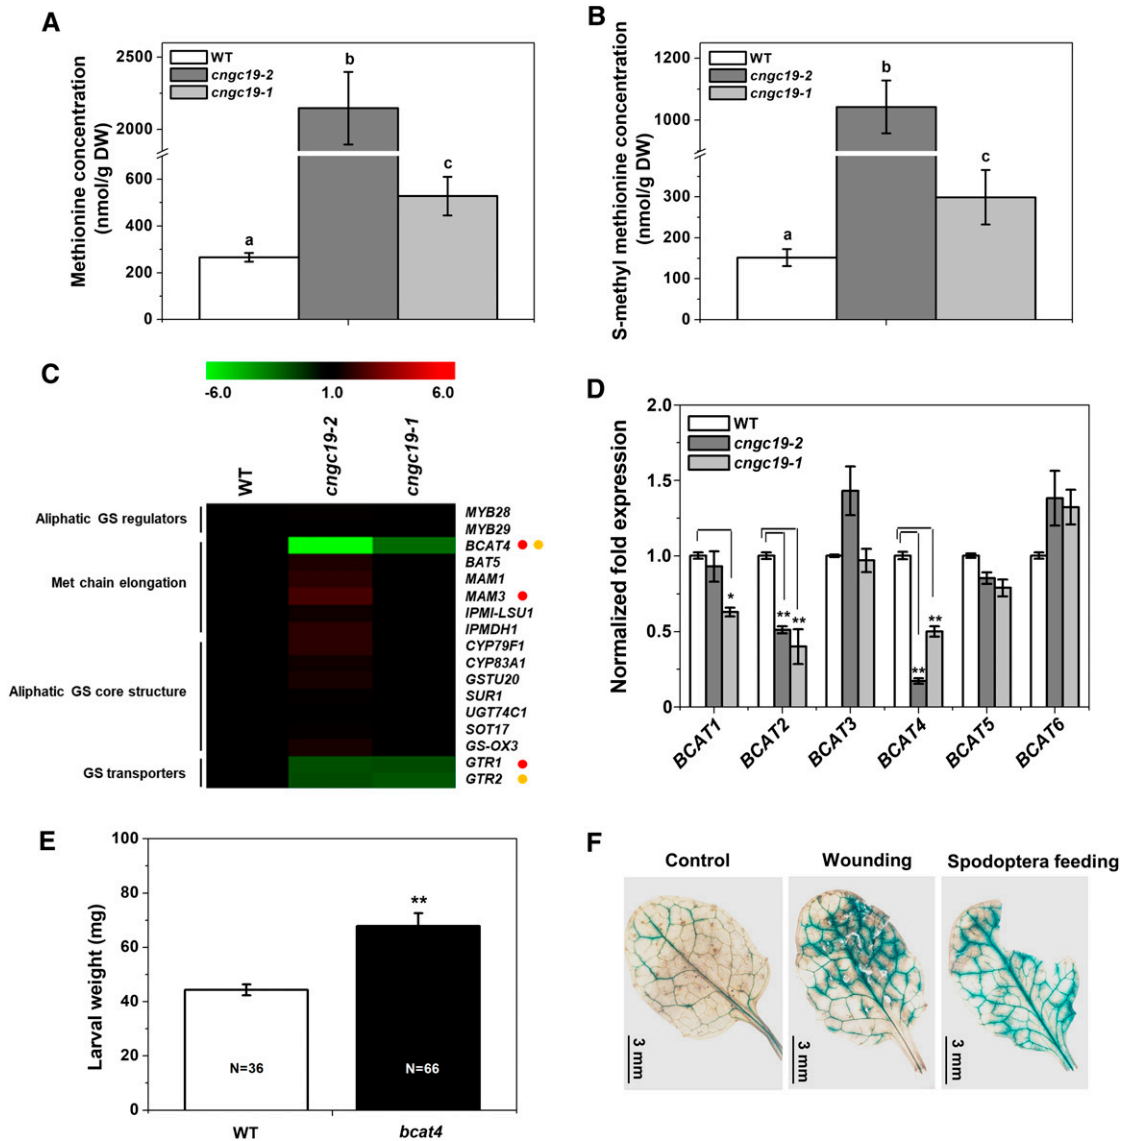 A
Methionine concentration
(nmol/g DW)
2500
2000
600
400
200
0
WT
cngc19-2
cngc19-1
a
b
c
B
S-methyl methionine concentration
(nmol/g DW)
1200
1000
300
200
100
0
WT
cngc19-2
cngc19-1
a
b
c
C
-6.0 1.0 6.0
WT
cngc19-2
cngc19-1
Aliphatic GS regulators
Met chain elongation
Aliphatic GS core structure
GS transporters
MYB28
MYB29
BCAT4
BAT5
MAM1
MAM3
IPMI-LSU1
IPMDH1
CYP79F1
CYP83A1
GSTU20
SUR1
UGT74C1
SOT17
GS-OX3
GTR1
GTR2
D
Normalized fold expression
2.0
1.5
1.0
0.5
0
WT
cngc19-2
cngc19-1
*
**
**
**
**
BCAT1
BCAT2
BCAT3
BCAT4
BCAT5
BCAT6
E
Larval weight (mg)
100
80
60
40
20
0
**
N=36
N=66
WT
bcat4
F
Control
Wounding
Spodoptera feeding
3 mm
3 mm
3 mm